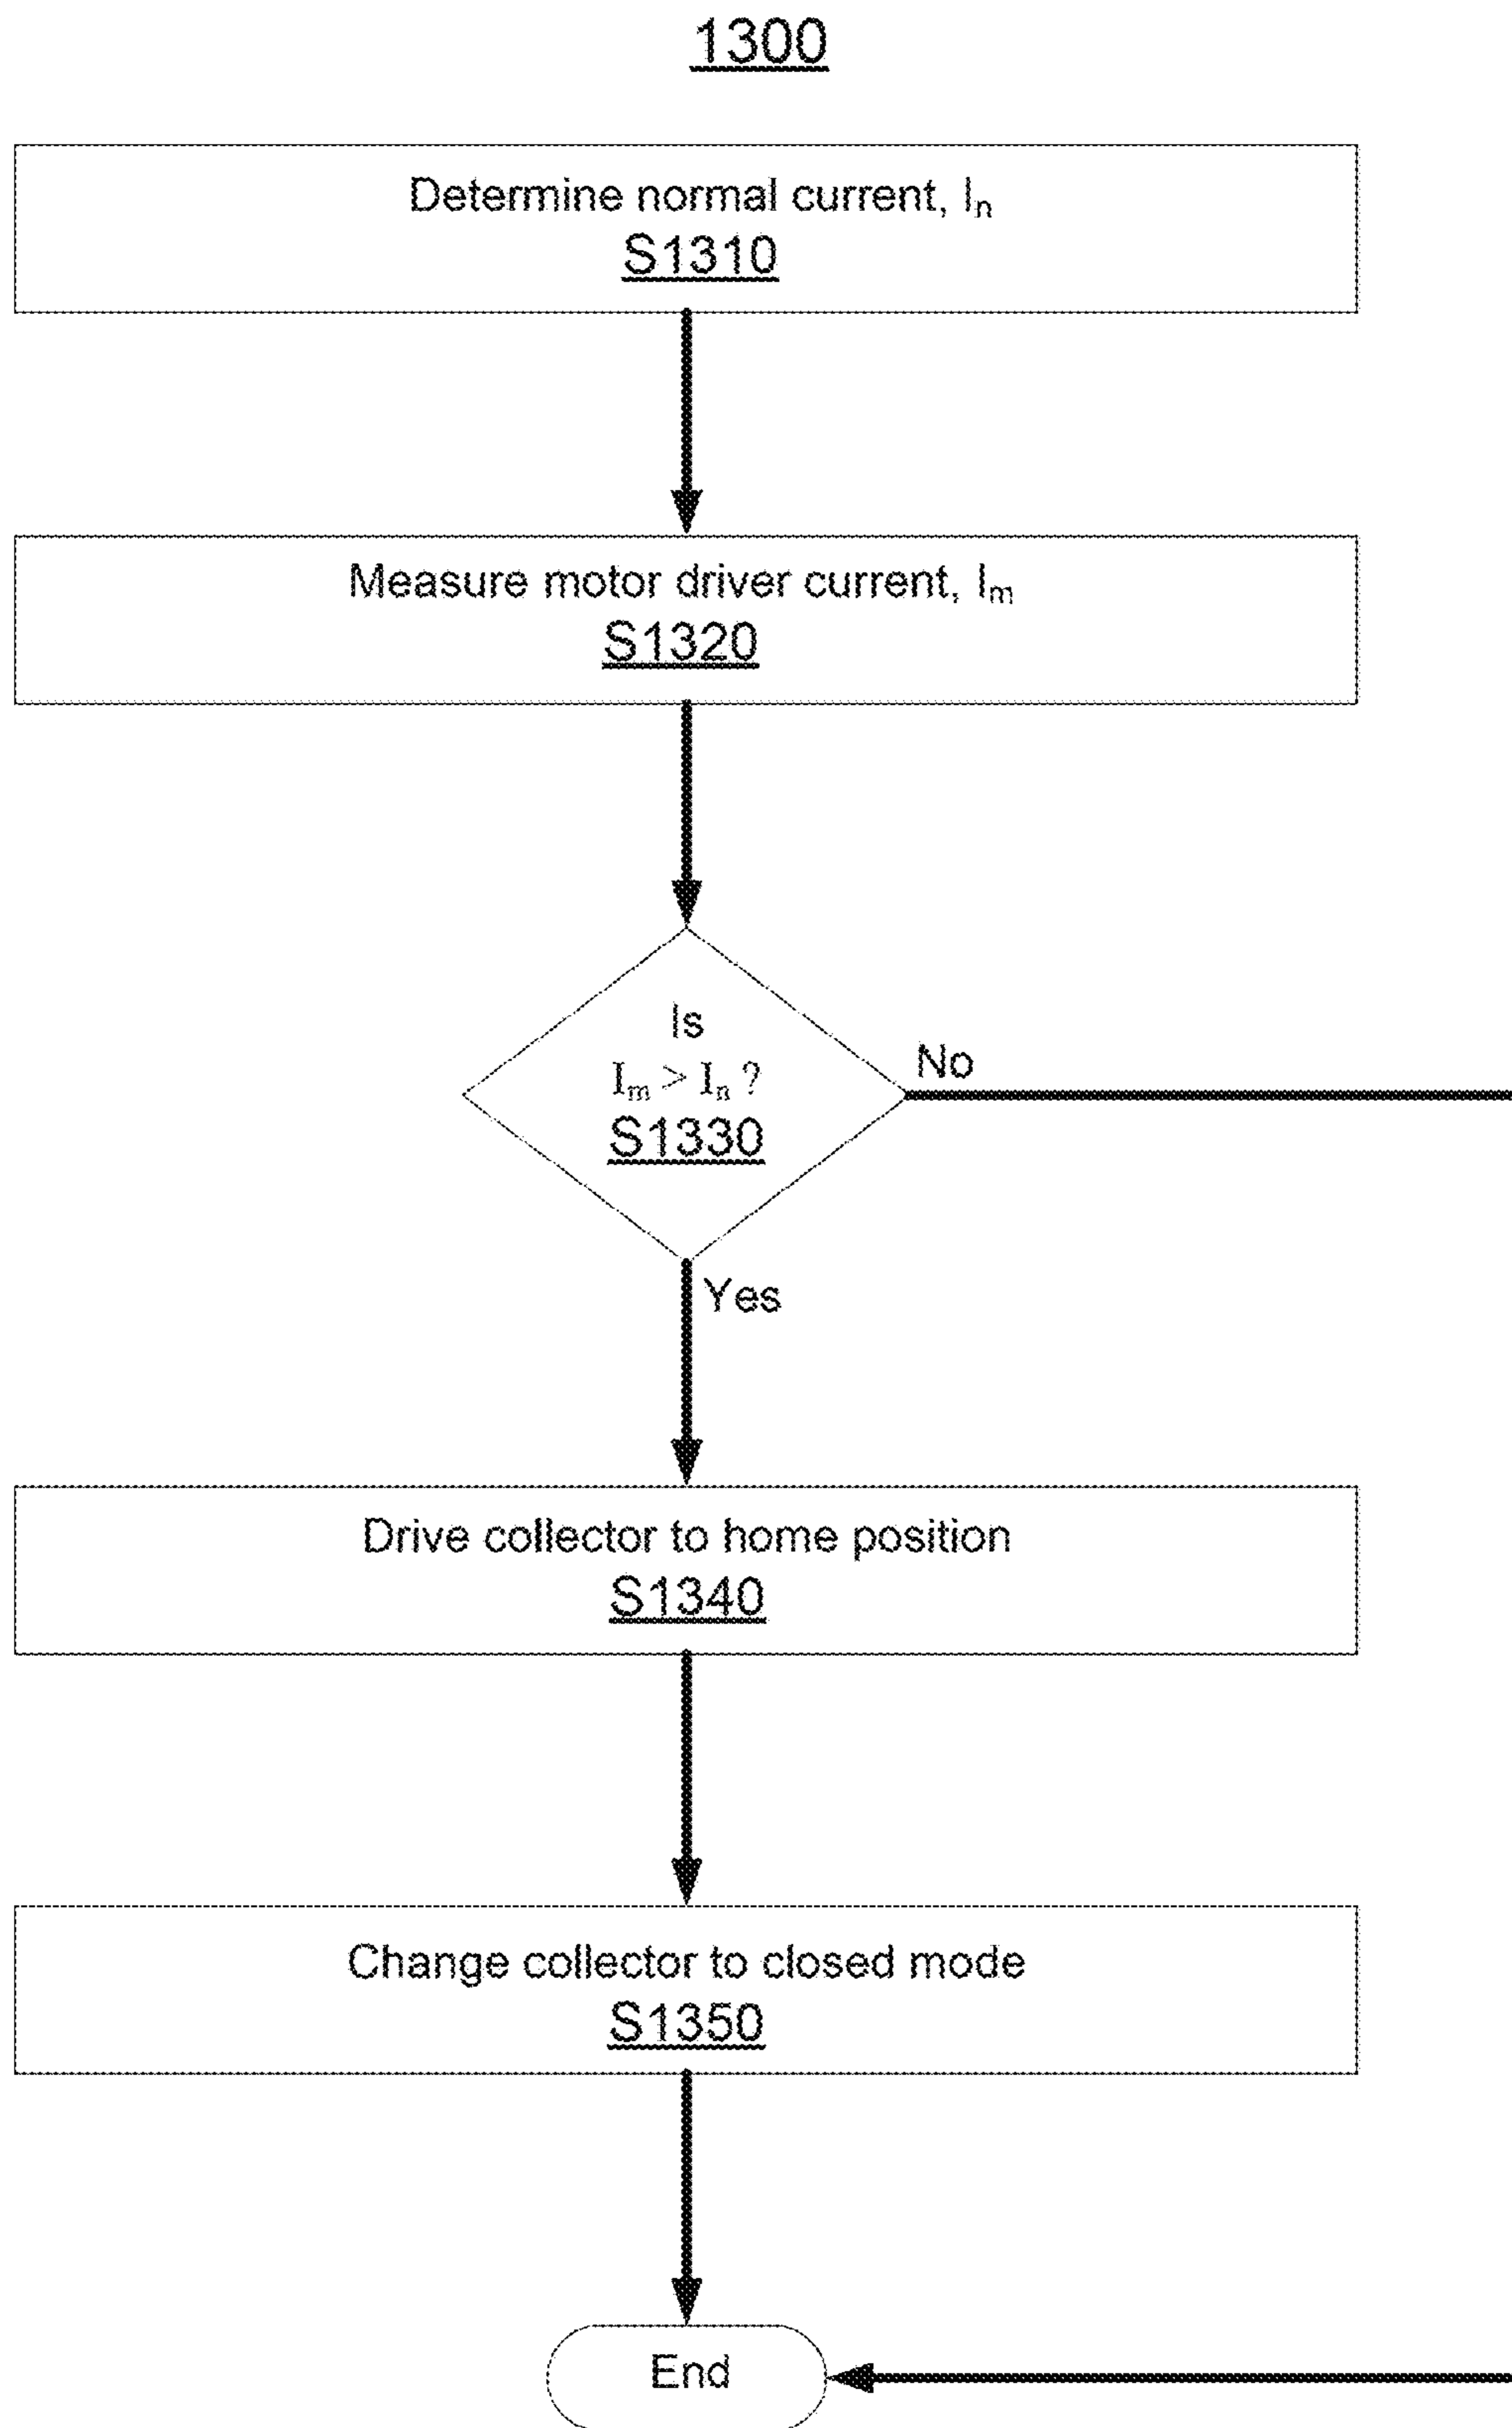 1300
Determine normal current, Iₙ
S1310
Measure motor driver current, Iₘ
S1320
Is
Iₘ > Iₙ ?
S1330
No
Yes
Drive collector to home position
S1340
Change collector to closed mode
S1350
End